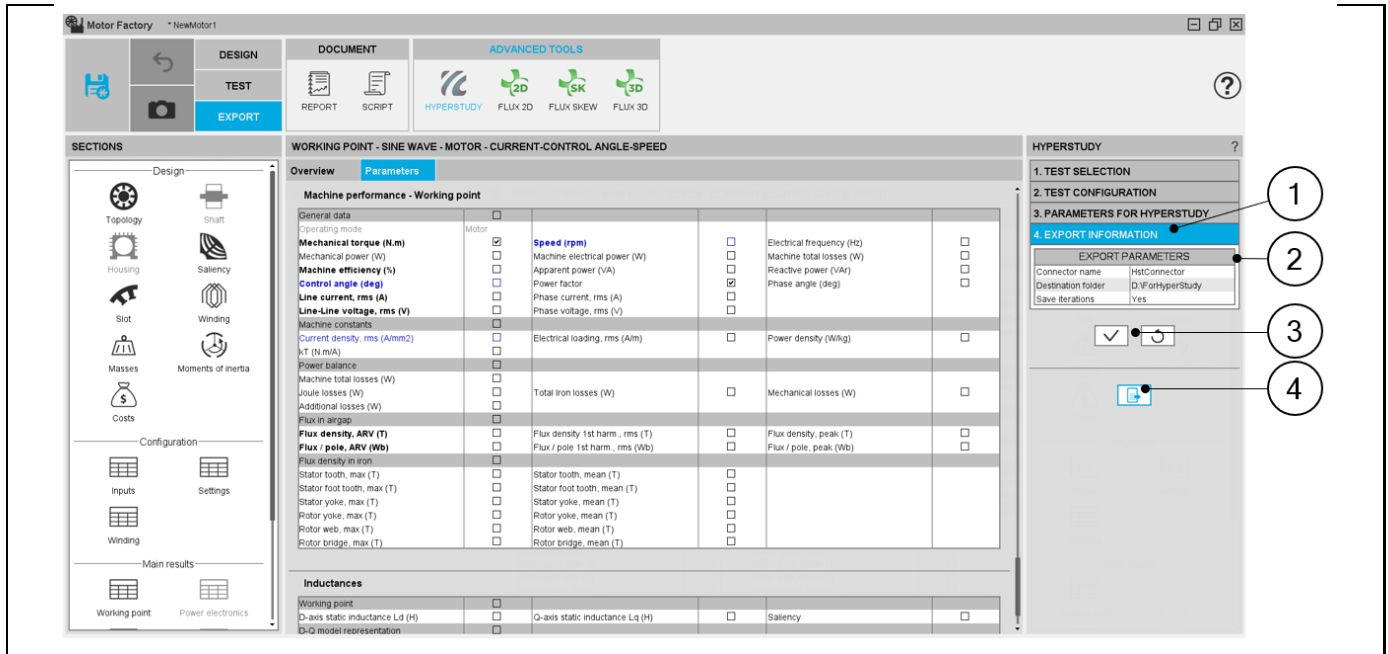 Motor Factory * NewMotor1
DESIGN
TEST
EXPORT
DOCUMENT
REPORT SCRIPT
ADVANCED TOOLS
2D SK 3D
HYPERSTUDY FLUX 2D FLUX SKEW FLUX 3D
?
SECTIONS
Design
Topology Shaft
Housing Saliency
Slot Winding
Masses Moments of inertia
$
Costs
Configuration
Inputs Settings
Winding
Main results
Working point Power electronics
WORKING POINT - SINE WAVE - MOTOR - CURRENT-CONTROL ANGLE-SPEED
Overview Parameters
Machine performance - Working point
General data
Operating mode Motor
Mechanical torque (N.m) Speed (rpm) Electrical frequency (Hz)
Mechanical power (W) Machine electrical power (W) Machine total losses (W)
Machine efficiency (%) Apparent power (VA) Reactive power (VAr)
Control angle (deg) Power factor Phase angle (deg)
Line current, rms (A) Phase current, rms (A)
Line-Line voltage, rms (V) Phase voltage, rms (V)
Machine constants
Current density, rms (A/mm2) Electrical loading, rms (A/m) Power density (W/kg)
kT (N.m/A)
Power balance
Machine total losses (W)
Joule losses (W) Total Iron losses (W) Mechanical losses (W)
Additional losses (W)
Flux in airgap
Flux density, ARV (T) Flux density 1st harm., rms (T) Flux density, peak (T)
Flux / pole, ARV (Wb) Flux / pole 1st harm., rms (Wb) Flux / pole, peak (Wb)
Flux density in iron
Stator tooth, max (T) Stator tooth, mean (T)
Stator foot tooth, max (T) Stator foot tooth, mean (T)
Stator yoke, max (T) Stator yoke, mean (T)
Rotor yoke, max (T) Rotor yoke, mean (T)
Rotor web, max (T) Rotor web, mean (T)
Rotor bridge, max (T) Rotor bridge, mean (T)
Inductances
Working point
D-axis static inductance Ld (H) Q-axis static inductance Lq (H) Saliency
D-Q model representation
HYPERSTUDY ?
1. TEST SELECTION
2. TEST CONFIGURATION
3. PARAMETERS FOR HYPERSTUDY
4. EXPORT INFORMATION
EXPORT PARAMETERS
Connector name HstConnector
Destination folder D:\ForHyperStudy
Save iterations Yes
1
2
3
4